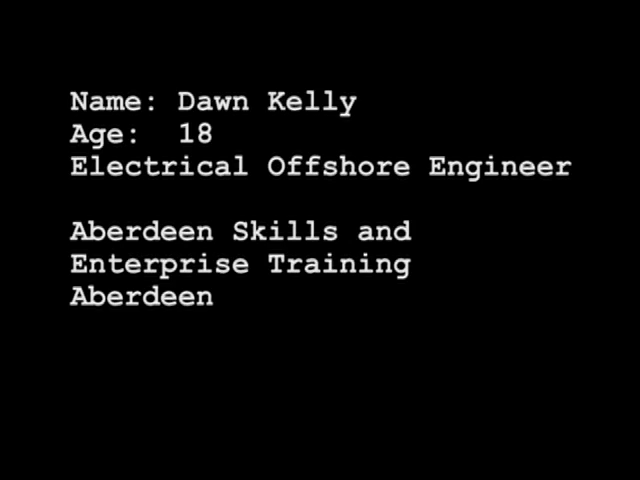 Name: Dawn Kelly
Age: 18
Electrical Offshore Engineer
Aberdeen Skills and
Enterprise Training
Aberdeen